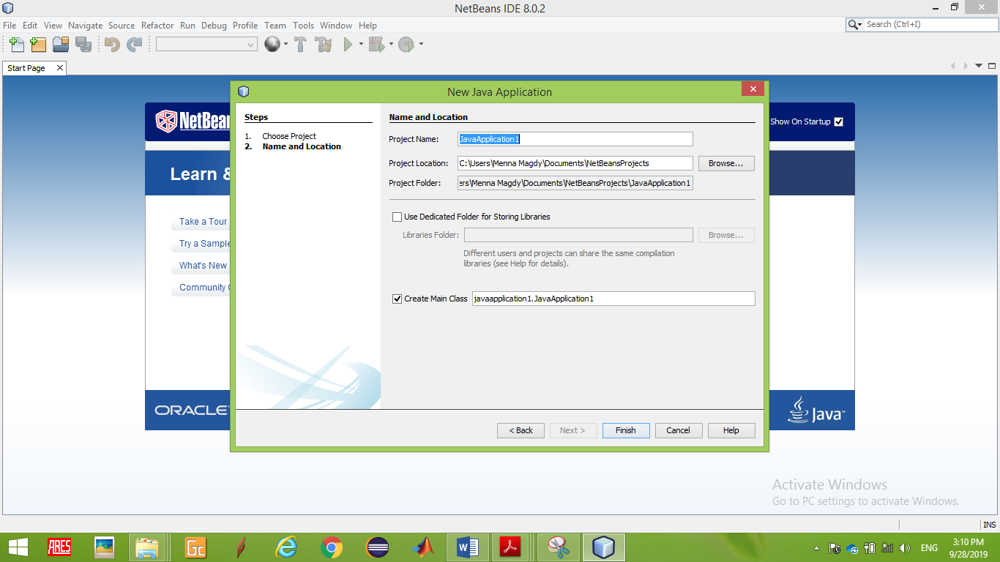 NetBeans IDE 8.0.2
File Edit View Navigate Source Refactor Run Debug Profile Team Tools Window Help
Search (Ctrl+I)
Start Page
New Java Application
NetBean
Show On Startup
Learn &
Take a Tour
Try a Sample
What's New
Community
ORACLE
Java™
Steps
1. Choose Project
2. Name and Location
Name and Location
Project Name: JavaApplication1
Project Location: C:\Users\Menna Magdy\Documents\NetBeansProjects Browse...
Project Folder: ers\Menna Magdy\Documents\NetBeansProjects\JavaApplication1
Use Dedicated Folder for Storing Libraries
Libraries Folder: Browse...
Different users and projects can share the same compilation
libraries (see Help for details).
Create Main Class javaapplication1.JavaApplication1
< Back Next > Finish Cancel Help
Activate Windows
Go to PC settings to activate Windows.
INS
ARES
Gc
ENG
3:10 PM
9/28/2019